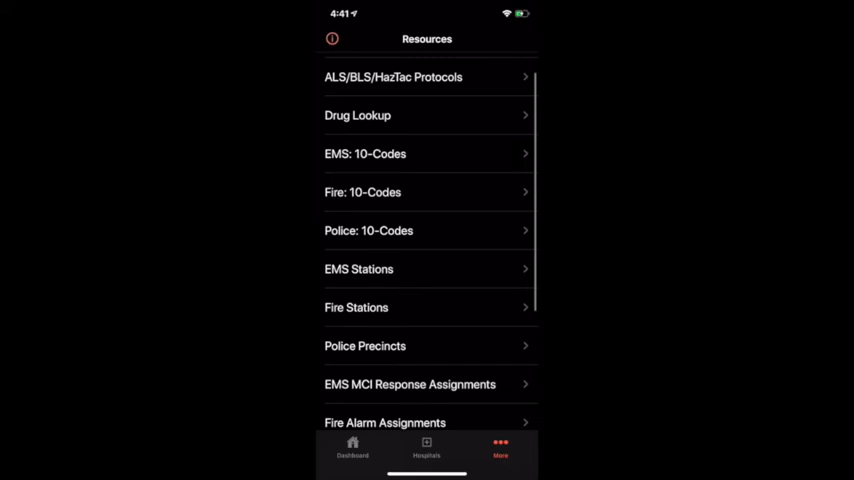 4:41
Resources
ALS/BLS/HazTac Protocols
Drug Lookup
EMS: 10-Codes
Fire: 10-Codes
Police: 10-Codes
EMS Stations
Fire Stations
Police Precincts
EMS MCI Response Assignments
Fire Alarm Assignments
Dashboard
Hospitals
More